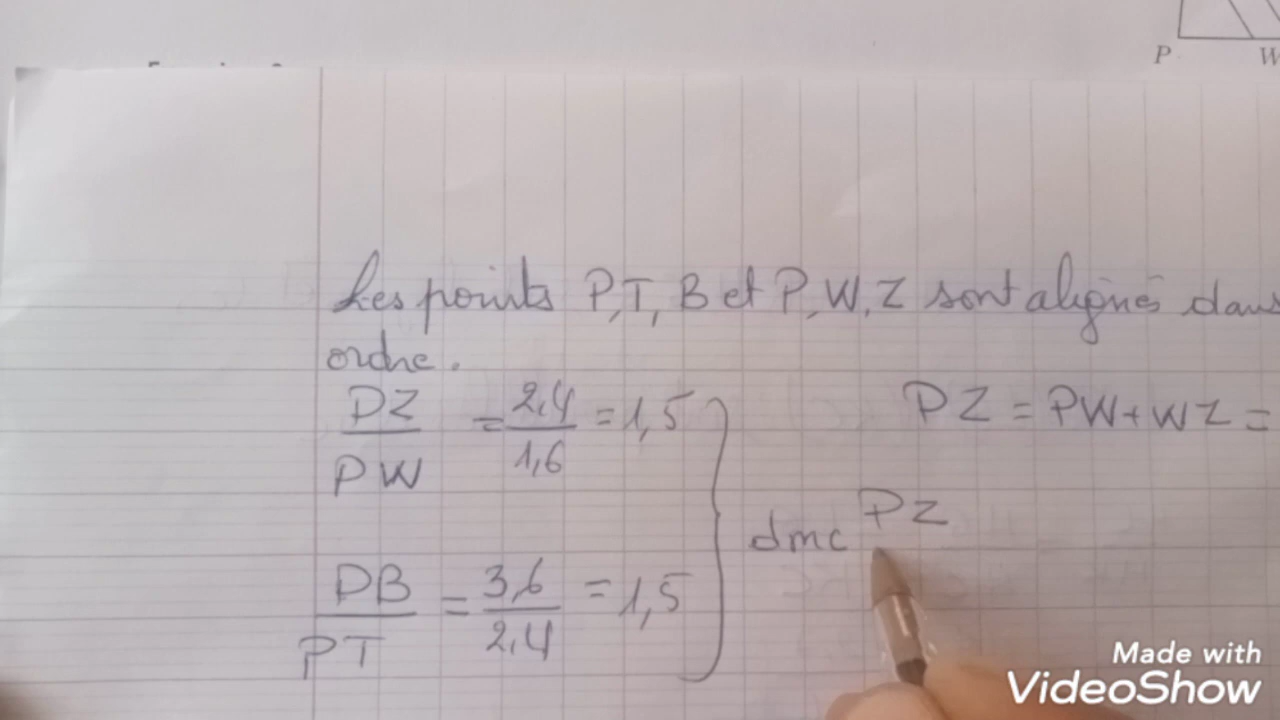 P W
Les points P, T, B et P, W, Z sont alignés dans
ordre.
PZ/PW = 2,4/1,6 = 1,5
PZ = PW + WZ =
donc PZ
PB/PT = 3,6/2,4 = 1,5
Made with
VideoShow